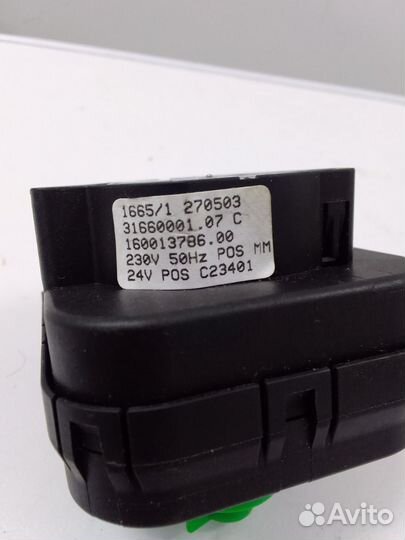 1665/1 270503
31660001.07 C
160013786.00
230V 50Hz POS MM
24V POS C23401
Avito